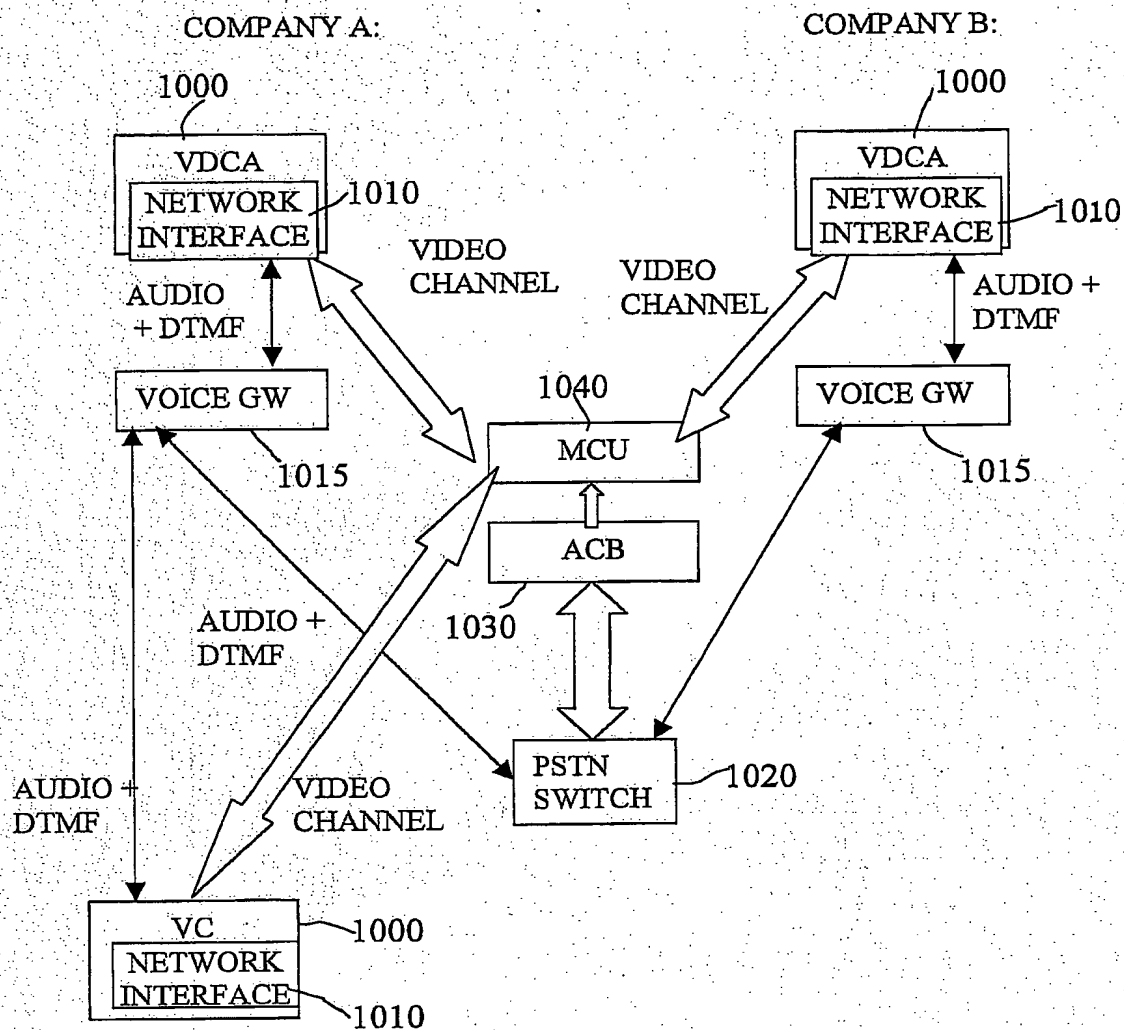 COMPANY A:
COMPANY B:
1000
1000
VDCA
NETWORK
INTERFACE
1010
VDCA
NETWORK
INTERFACE
1010
VIDEO
CHANNEL
VIDEO
CHANNEL
AUDIO
+ DTMF
AUDIO +
DTMF
VOICE GW
1015
1040
MCU
VOICE GW
1015
ACB
1030
AUDIO +
DTMF
PSTN
SWITCH
1020
AUDIO +
DTMF
VIDEO
CHANNEL
VC
1000
NETWORK
INTERFACE
1010